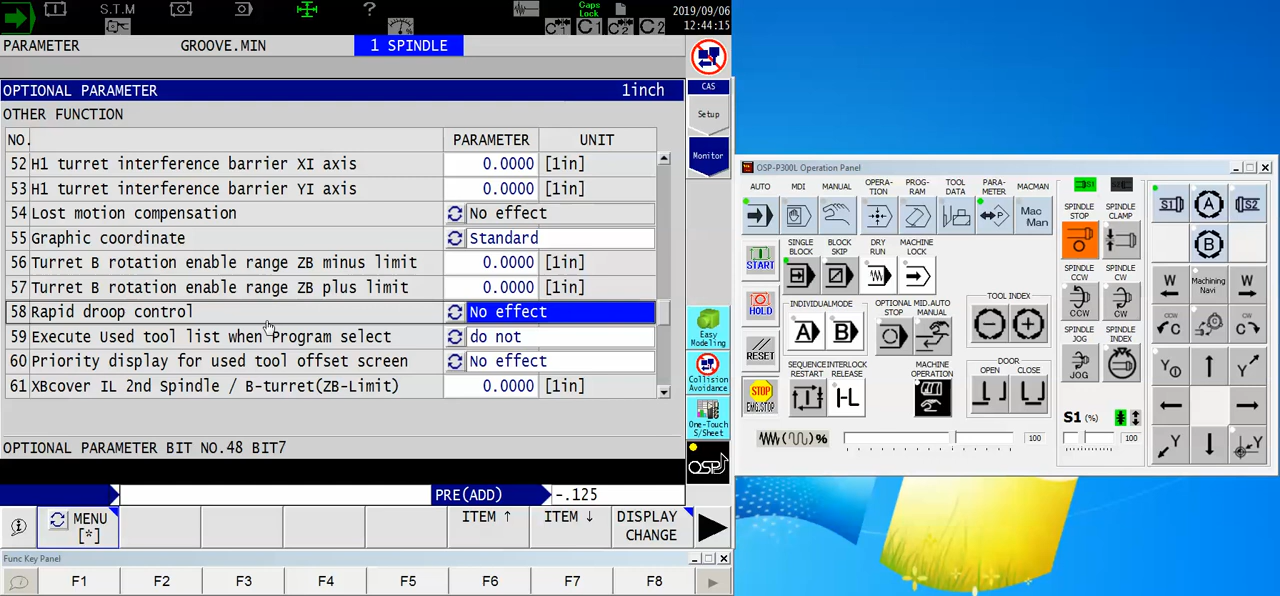 S.T.M
?
Caps
Lock
C1 C1 C2 C2
2019/09/06
12:44:15
PARAMETER GROOVE.MIN 1 SPINDLE
OPTIONAL PARAMETER 1inch
OTHER FUNCTION
NO. PARAMETER UNIT
52 H1 turret interference barrier XI axis 0.0000 [1in]
53 H1 turret interference barrier YI axis 0.0000 [1in]
54 Lost motion compensation No effect
55 Graphic coordinate Standard
56 Turret B rotation enable range ZB minus limit 0.0000 [1in]
57 Turret B rotation enable range ZB plus limit 0.0000 [1in]
58 Rapid droop control No effect
59 Execute Used tool list when Program select do not
60 Priority display for used tool offset screen No effect
61 XBcover IL 2nd Spindle / B-turret(ZB-Limit) 0.0000 [1in]
OPTIONAL PARAMETER BIT NO.48 BIT7
PRE(ADD) -.125
MENU
[*]
ITEM ↑ ITEM ↓ DISPLAY
CHANGE
Func Key Panel
F1 F2 F3 F4 F5 F6 F7 F8
CAS
Setup
Monitor
Easy
Modeling
Collision
Avoidance
One-Touch
S/Sheet
OSP
OSP-P300L Operation Panel
AUTO MDI MANUAL OPERA-
TION PROG-
RAM TOOL
DATA PARA-
METER MACMAN
Mac
Man
START
SINGLE
BLOCK BLOCK
SKIP DRY
RUN MACHINE
LOCK
HOLD
INDIVIDUALMODE
A B
OPTIONAL
STOP MID.AUTO
MANUAL
RESET
SEQUENCE
RESTART INTERLOCK
RELEASE
I-L
MACHINE
OPERATION
STOP
EMG.STOP
%
100
TOOL INDEX
DOOR
OPEN CLOSE
S1
SPINDLE
STOP SPINDLE
CLAMP
SPINDLE
CCW SPINDLE
CW
SPINDLE
JOG SPINDLE
INDEX
JOG
S1 (%)
100
S1 A S2
B
W Machining
Navi W
C C
Y Y
Y Y